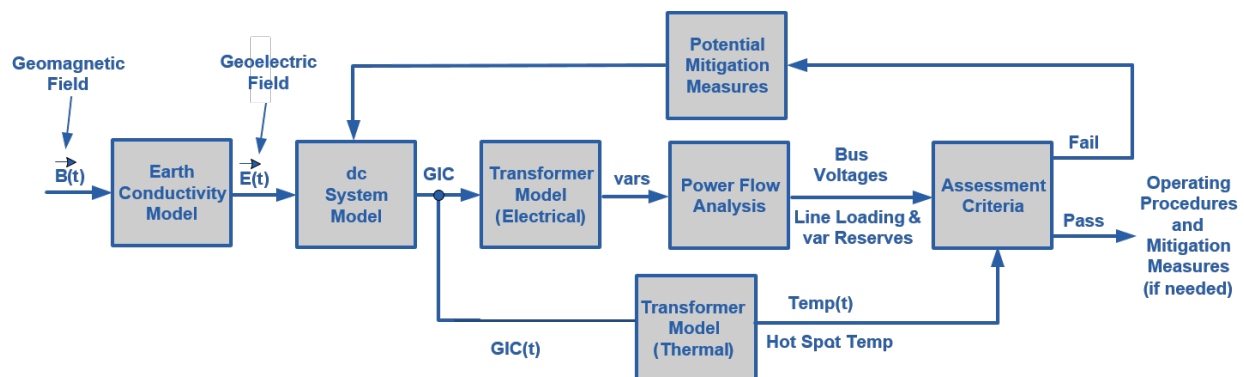 Geomagnetic
Field
Geoelectric
Field
Potential
Mitigation
Measures
B(t)
Earth
Conductivity
Model
E(t)
dc
System
Model
GIC
Transformer
Model
(Electrical)
vars
Power Flow
Analysis
Bus
Voltages
Line Loading &
var Reserves
Assessment
Criteria
Fail
Pass
Operating
Procedures
and
Mitigation
Measures
(if needed)
GIC(t)
Transformer
Model
(Thermal)
Temp(t)
Hot Spot Temp